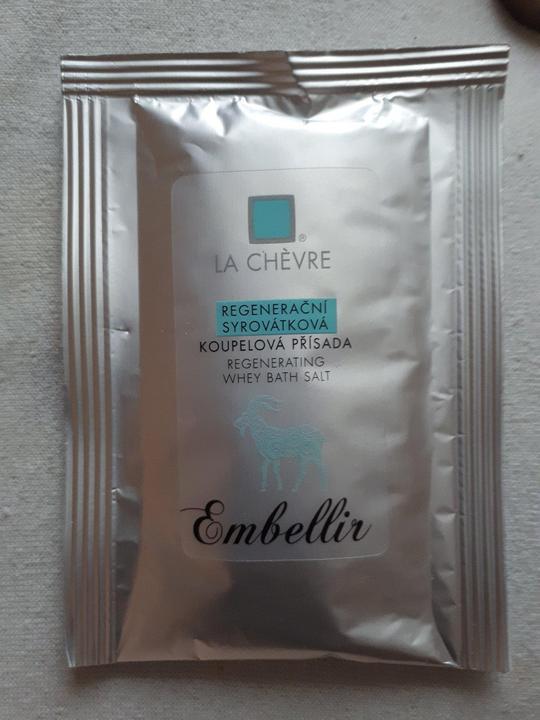 ®
LA CHÈVRE
REGENERAČNÍ
SYROVÁTKOVÁ
KOUPELOVÁ PŘÍSADA
REGENERATING
WHEY BATH SALT
Embellir